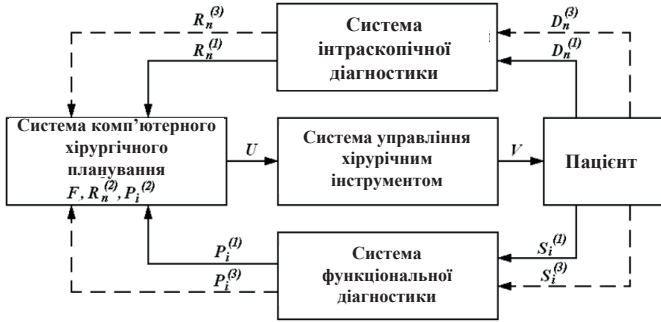 R_n^(3)
R_n^(1)
Система
інтраскопічної
діагностики
D_n^(3)
D_n^(1)
Система комп’ютерного
хірургічного
планування
F, R_n^(2), P_i^(2)
U
Система управління
хірурічним
інструментом
V
Пацієнт
P_i^(1)
P_i^(3)
Система
функціональної
діагностики
S_i^(1)
S_i^(3)